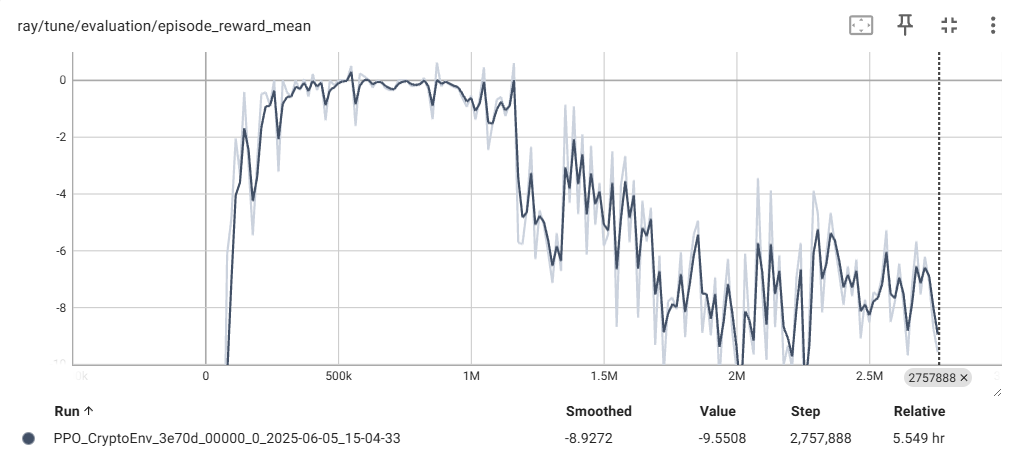 ray/tune/evaluation/episode_reward_mean
0
-2
-4
-6
-8
-10
0 500k 1M 1.5M 2M 2.5M 2757888 ×
Run ↑ Smoothed Value Step Relative
PPO_CryptoEnv_3e70d_00000_0_2025-06-05_15-04-33 -8.9272 -9.5508 2,757,888 5.549 hr